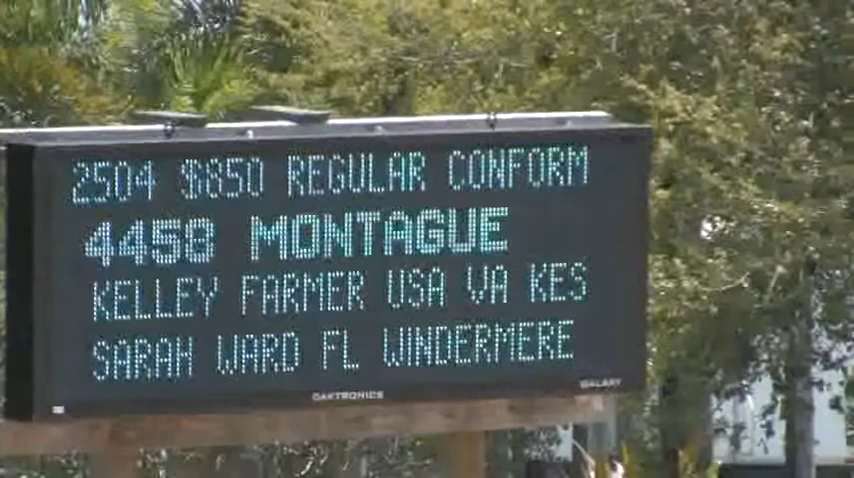 2504 $850 REGULAR CONFORM
4458 MONTAGUE
KELLEY FARMER USA VA KES
SARAH WARD FL WINDERMERE
DAKTRONICS
GALAXY